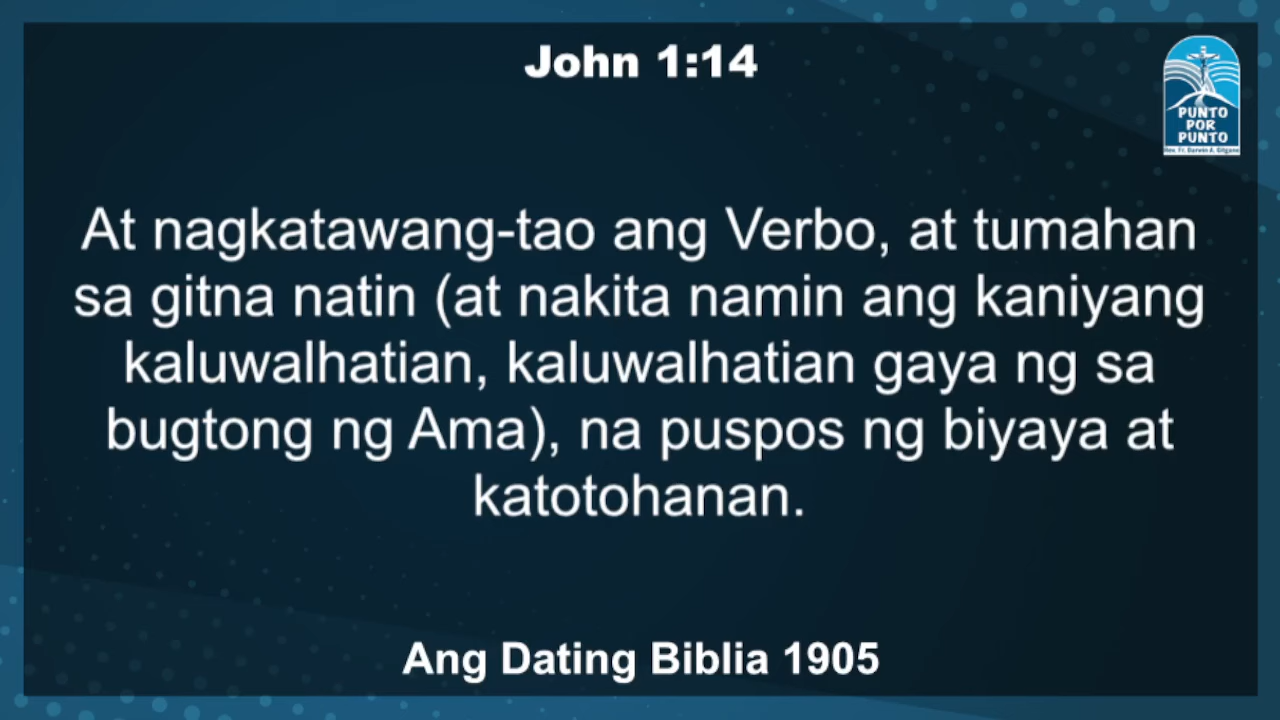 John 1:14
PUNTO
POR
PUNTO
At nagkatawang-tao ang Verbo, at tumahan
sa gitna natin (at nakita namin ang kaniyang
kaluwalhatian, kaluwalhatian gaya ng sa
bugtong ng Ama), na puspos ng biyaya at
katotohanan.
Ang Dating Biblia 1905